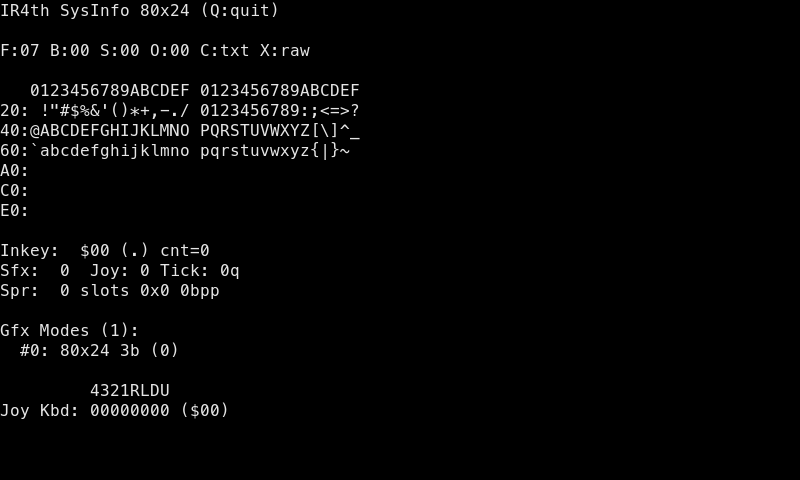 IR4th SysInfo 80x24 (Q:quit)
F:07 B:00 S:00 O:00 C:txt X:raw
0123456789ABCDEF 0123456789ABCDEF
20: !"#$%&'()*+,-./ 0123456789:;<=>?
40:@ABCDEFGHIJKLMNO PQRSTUVWXYZ[\]^_
60:`abcdefghijklmno pqrstuvwxyz{|}~
A0:
C0:
E0:
Inkey:  $00 (.) cnt=0
Sfx:  0  Joy: 0 Tick: 0q
Spr:  0 slots 0x0 0bpp
Gfx Modes (1):
#0: 80x24 3b (0)
4321RLDU
Joy Kbd: 00000000 ($00)